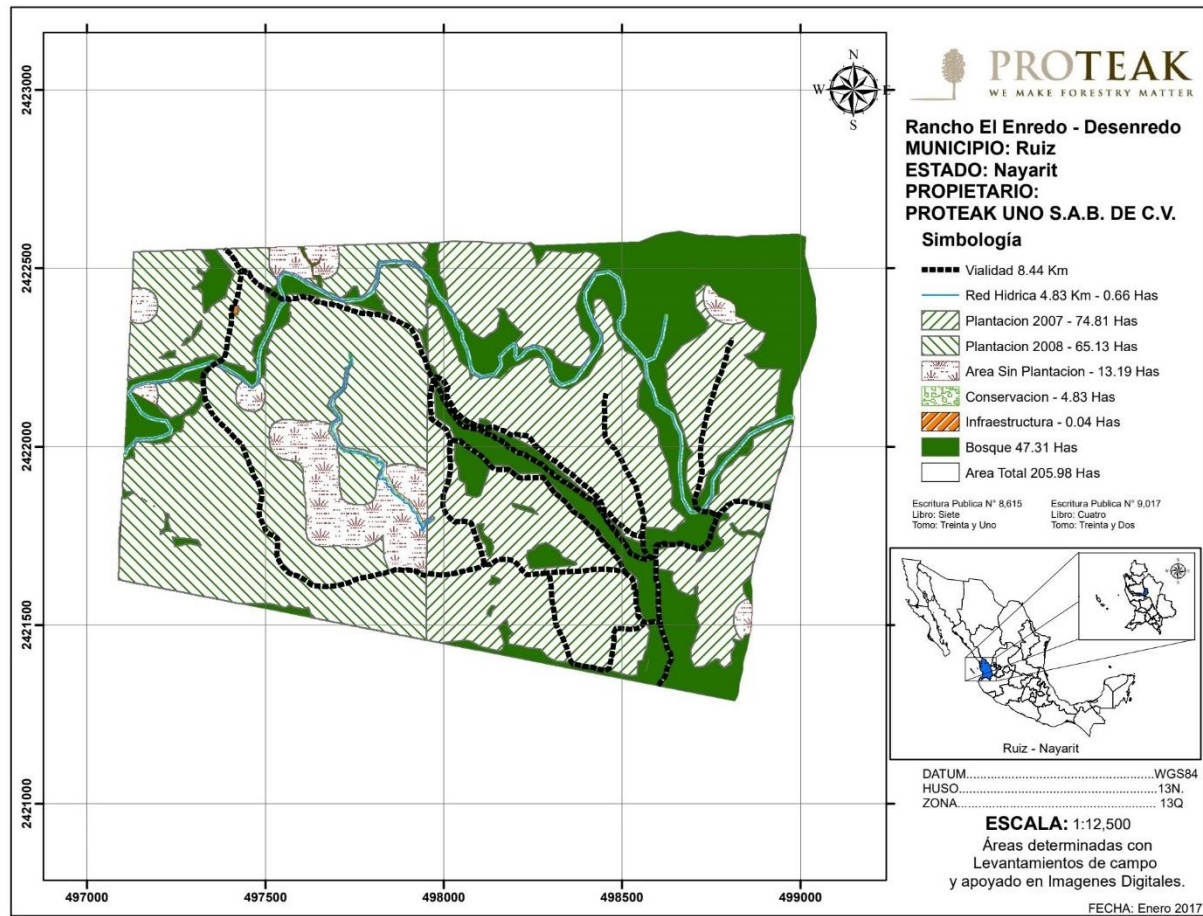 2423000
2422500
2422000
2421500
2421000
497000 497500 498000 498500 499000
N
W E
S
PROTEAK
WE MAKE FORESTRY MATTER
Rancho El Enredo - Desenredo
MUNICIPIO: Ruiz
ESTADO: Nayarit
PROPIETARIO:
PROTEAK UNO S.A.B. DE C.V.
Simbología
Vialidad 8.44 Km
Red Hidrica 4.83 Km - 0.66 Has
Plantacion 2007 - 74.81 Has
Plantacion 2008 - 65.13 Has
Area Sin Plantacion - 13.19 Has
Conservacion - 4.83 Has
Infraestructura - 0.04 Has
Bosque 47.31 Has
Area Total 205.98 Has
Escritura Publica N° 8,615
Libro: Siete
Tomo: Treinta y Uno
Escritura Publica N° 9,017
Libro: Cuatro
Tomo: Treinta y Dos
Ruiz - Nayarit
DATUM..................................................WGS84
HUSO....................................................13N.
ZONA.................................................... 13Q
ESCALA: 1:12,500
Áreas determinadas con
Levantamientos de campo
y apoyado en Imagenes Digitales.
FECHA: Enero 2017